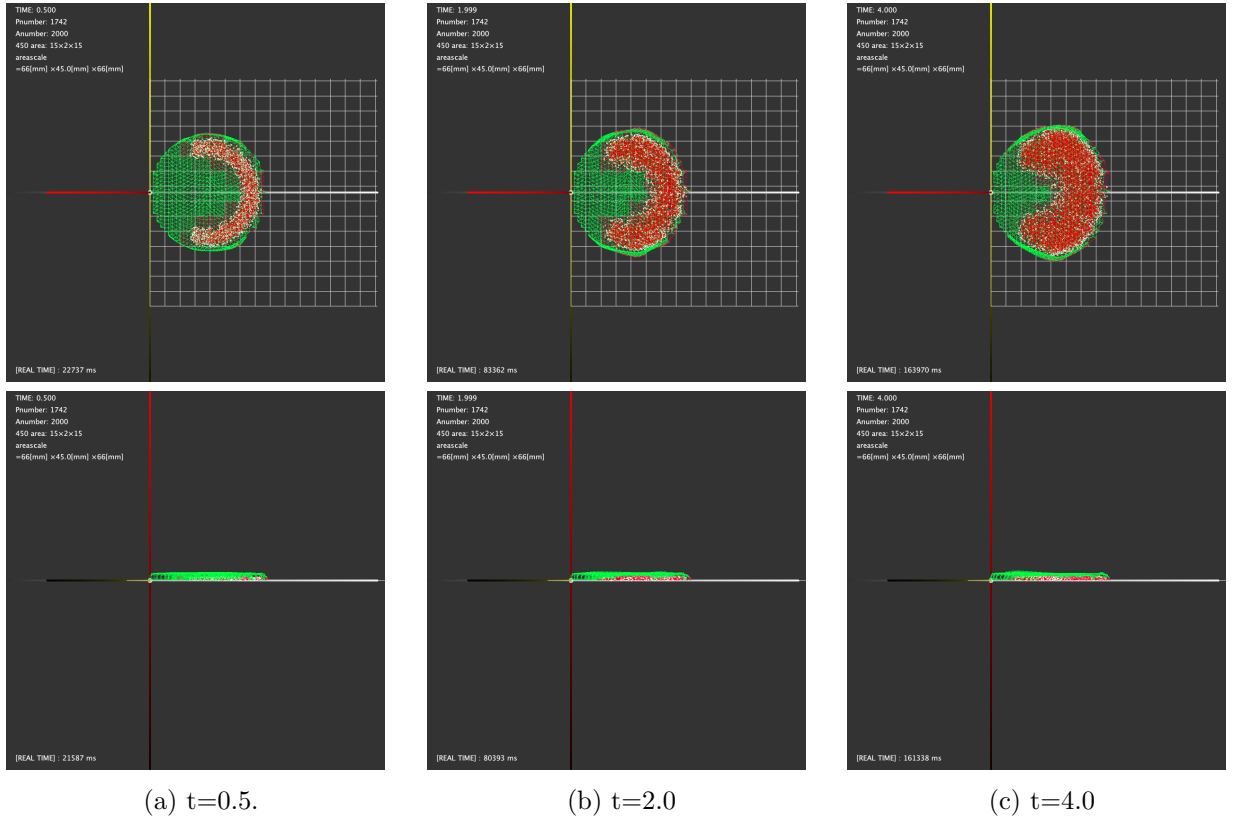 TIME: 0.500
Pnumber: 1742
Anumber: 2000
450 area: 15×2×15
areascale
=66[mm] ×45.0[mm] ×66[mm]
[REAL TIME] : 22737 ms
TIME: 1.999
Pnumber: 1742
Anumber: 2000
450 area: 15×2×15
areascale
=66[mm] ×45.0[mm] ×66[mm]
[REAL TIME] : 83362 ms
TIME: 4.000
Pnumber: 1742
Anumber: 2000
450 area: 15×2×15
areascale
=66[mm] ×45.0[mm] ×66[mm]
[REAL TIME] : 163970 ms
TIME: 0.500
Pnumber: 1742
Anumber: 2000
450 area: 15×2×15
areascale
=66[mm] ×45.0[mm] ×66[mm]
[REAL TIME] : 21587 ms
TIME: 1.999
Pnumber: 1742
Anumber: 2000
450 area: 15×2×15
areascale
=66[mm] ×45.0[mm] ×66[mm]
[REAL TIME] : 80393 ms
TIME: 4.000
Pnumber: 1742
Anumber: 2000
450 area: 15×2×15
areascale
=66[mm] ×45.0[mm] ×66[mm]
[REAL TIME] : 161338 ms
(a) t=0.5.
(b) t=2.0
(c) t=4.0